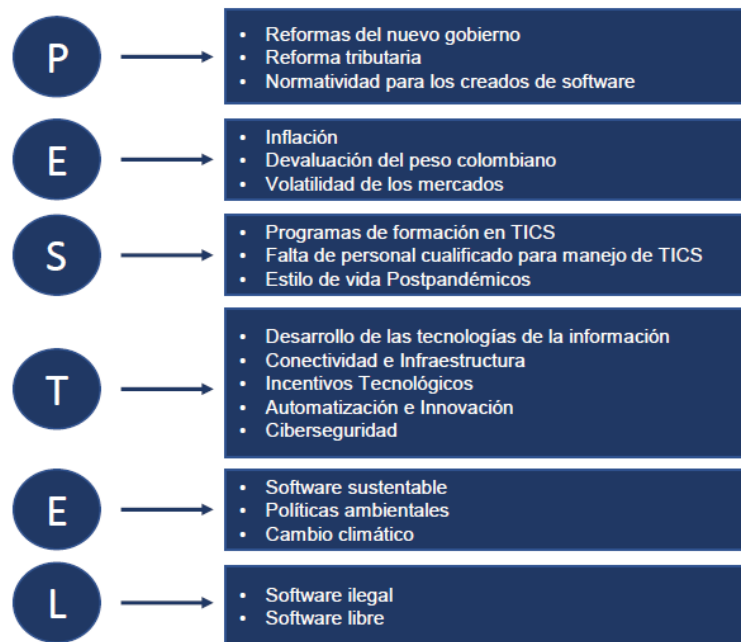 P
• Reformas del nuevo gobierno
• Reforma tributaria
• Normatividad para los creados de software
E
• Inflación
• Devaluación del peso colombiano
• Volatilidad de los mercados
S
• Programas de formación en TICS
• Falta de personal cualificado para manejo de TICS
• Estilo de vida Postpandémicos
T
• Desarrollo de las tecnologías de la información
• Conectividad e Infraestructura
• Incentivos Tecnológicos
• Automatización e Innovación
• Ciberseguridad
E
• Software sustentable
• Políticas ambientales
• Cambio climático
L
• Software ilegal
• Software libre